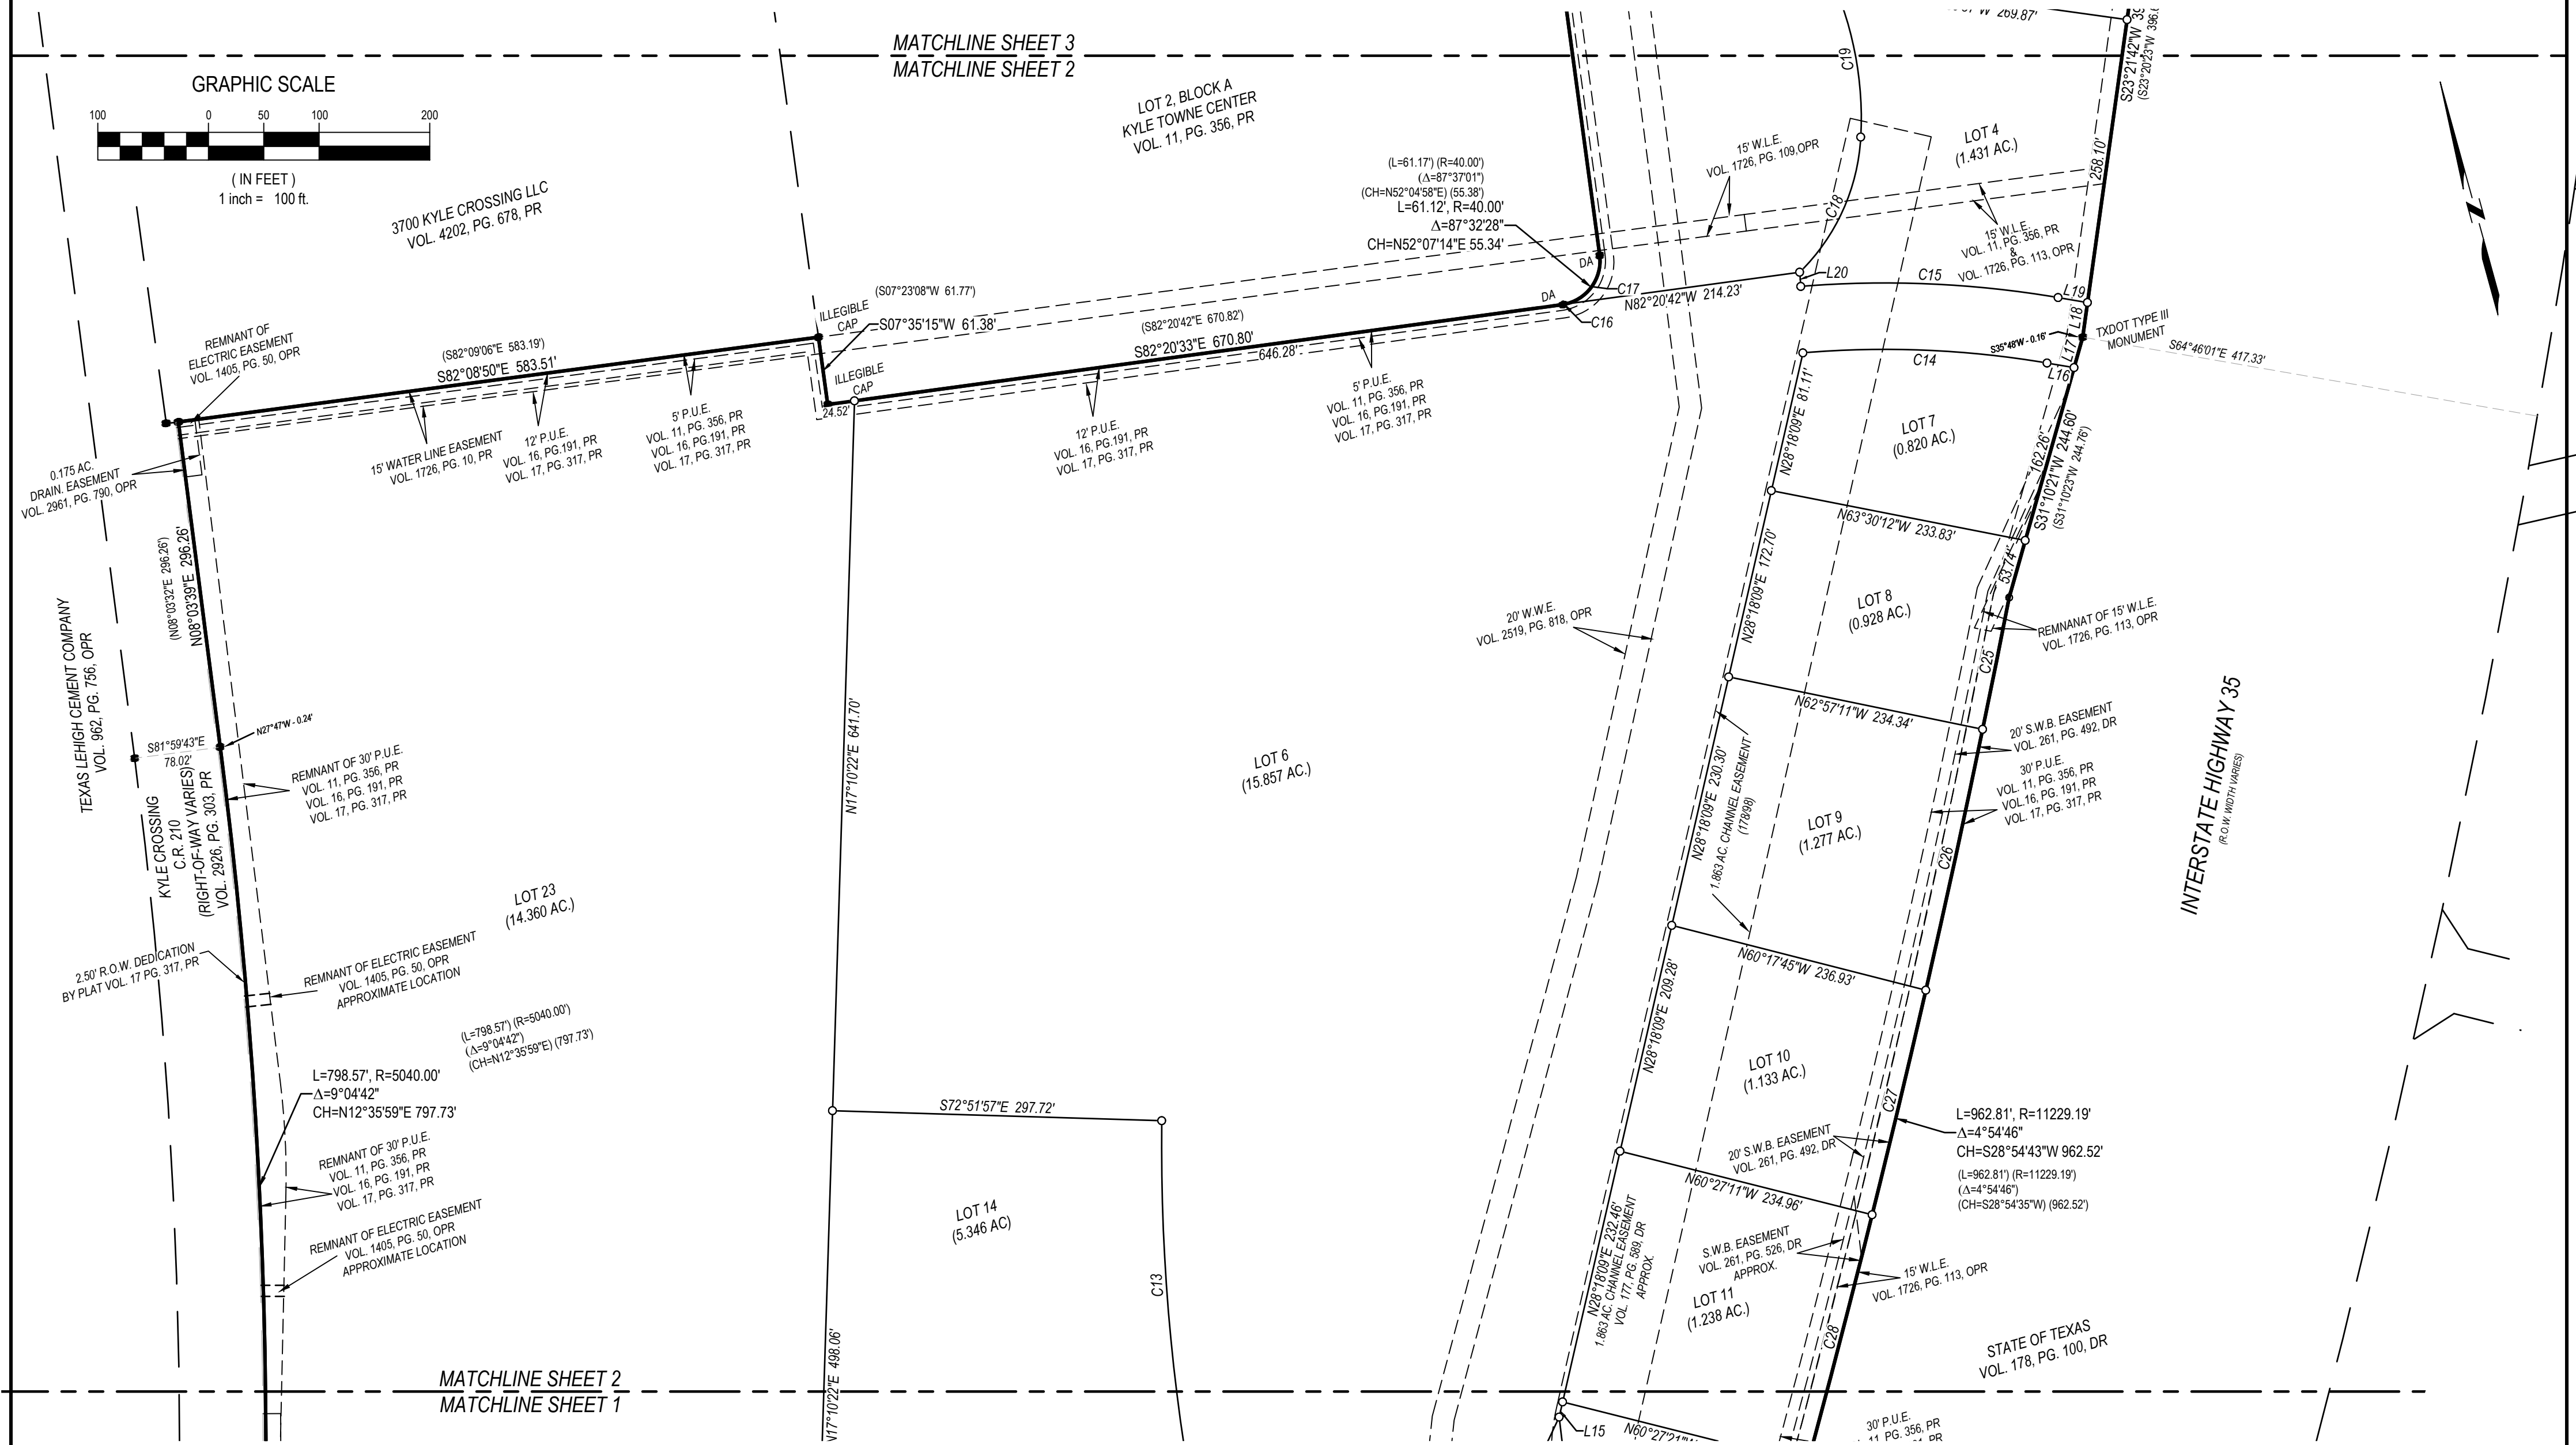 MATCHLINE SHEET 3
MATCHLINE SHEET 2
GRAPHIC SCALE
100
0
50
100
200
( IN FEET )
1 inch = 100 ft.
3700 KYLE CROSSING LLC
VOL. 4202, PG. 678, PR
LOT 2, BLOCK A
KYLE TOWNE CENTER
VOL. 11, PG. 356, PR
(L=61.17') (R=40.00')
(Δ=87°37'01")
(CH=N52°04'58"E) (55.38')
L=61.12', R=40.00'
Δ=87°32'28"
CH=N52°07'14"E 55.34'
15' W.L.E.
VOL. 1726, PG. 109,OPR
C19
W 269.87'
S23°21'42"W
(S23°20'23"W
LOT 4
(1.431 AC.)
258.10'
C18
15' W.L.E.
VOL. 11, PG. 356, PR
&
VOL. 1726, PG. 113, OPR
L20
C15
L19
L18
DA
C17
N82°20'42"W 214.23'
DA
C16
REMNANT OF
ELECTRIC EASEMENT
VOL. 1405, PG. 50, OPR
(S82°09'06"E 583.19')
S82°08'50"E 583.51'
ILLEGIBLE
CAP
(S07°23'08"W 61.77')
S07°35'15"W 61.38'
(S82°20'42"E 670.82')
S82°20'33"E 670.80'
646.28'
ILLEGIBLE
CAP
24.52'
S35°48'W - 0.16'
TXDOT TYPE III
MONUMENT
S64°46'01"E 417.33'
L17
C14
L16
0.175 AC.
DRAIN. EASEMENT
VOL. 2961, PG. 790, OPR
15' WATER LINE EASEMENT
VOL. 1726, PG. 10, PR
12' P.U.E.
VOL. 16, PG.191, PR
VOL. 17, PG. 317, PR
5' P.U.E.
VOL. 11, PG. 356, PR
VOL. 16, PG.191, PR
VOL. 17, PG. 317, PR
12' P.U.E.
VOL. 16, PG.191, PR
VOL. 17, PG. 317, PR
5' P.U.E.
VOL. 11, PG. 356, PR
VOL. 16, PG.191, PR
VOL. 17, PG. 317, PR
N28°18'09"E 81.11'
LOT 7
(0.820 AC.)
162.26'
S31°10'21"W 244.60'
(S31°10'23"W 244.76')
N63°30'12"W 233.83'
(N08°03'32"E 296.26')
N08°03'39"E 296.26'
N28°18'09"E 172.70'
LOT 8
(0.928 AC.)
53.74'
REMNANAT OF 15' W.L.E.
VOL. 1726, PG. 113, OPR
20' W.W.E.
VOL. 2519, PG. 818, OPR
C25
TEXAS LEHIGH CEMENT COMPANY
VOL. 962, PG. 756, OPR
N27°47'W - 0.24'
S81°59'43"E
78.02'
REMNANT OF 30' P.U.E.
VOL. 11, PG. 356, PR
VOL. 16, PG. 191, PR
VOL. 17, PG. 317, PR
N17°10'22"E 641.70'
LOT 6
(15.857 AC.)
N62°57'11"W 234.34'
20' S.W.B. EASEMENT
VOL. 261, PG. 492, DR
30' P.U.E.
VOL. 11, PG. 356, PR
VOL.16, PG. 191, PR
VOL. 17, PG. 317, PR
N28°18'09"E 230.30'
1.863 AC. CHANNEL EASEMENT
(178/98)
LOT 9
(1.277 AC.)
C26
INTERSTATE HIGHWAY 35
(R.O.W. WIDTH VARIES)
KYLE CROSSING
C.R. 210
(RIGHT-OF-WAY VARIES)
VOL. 2926, PG. 303, PR
LOT 23
(14.360 AC.)
2.50' R.O.W. DEDICATION
BY PLAT VOL. 17 PG. 317, PR
REMNANT OF ELECTRIC EASEMENT
VOL. 1405, PG. 50, OPR
APPROXIMATE LOCATION
N60°17'45"W 236.93'
N28°18'09"E 209.28'
LOT 10
(1.133 AC.)
(L=798.57') (R=5040.00')
(Δ=9°04'42")
(CH=N12°35'59"E) (797.73')
L=798.57', R=5040.00'
Δ=9°04'42"
CH=N12°35'59"E 797.73'
S72°51'57"E 297.72'
C27
L=962.81', R=11229.19'
Δ=4°54'46"
CH=S28°54'43"W 962.52'
(L=962.81') (R=11229.19')
(Δ=4°54'46")
(CH=S28°54'35"W) (962.52')
20' S.W.B. EASEMENT
VOL. 261, PG. 492, DR
REMNANT OF 30' P.U.E.
VOL. 11, PG. 356, PR
VOL. 16, PG. 191, PR
VOL. 17, PG. 317, PR
N60°27'11"W 234.96'
REMNANT OF ELECTRIC EASEMENT
VOL. 1405, PG. 50, OPR
APPROXIMATE LOCATION
LOT 14
(5.346 AC)
C13
N28°18'09"E 232.46'
1.863 AC. CHANNEL EASEMENT
VOL. 177, PG. 589, DR
APPROX.
S.W.B. EASEMENT
VOL. 261, PG. 526, DR
APPROX.
15' W.L.E.
VOL. 1726, PG. 113, OPR
LOT 11
(1.238 AC.)
C28
STATE OF TEXAS
VOL. 178, PG. 100, DR
N17°10'22"E 498.06'
MATCHLINE SHEET 2
MATCHLINE SHEET 1
L15
N60°27'21"W
30' P.U.E.
11, PG. 356, PR